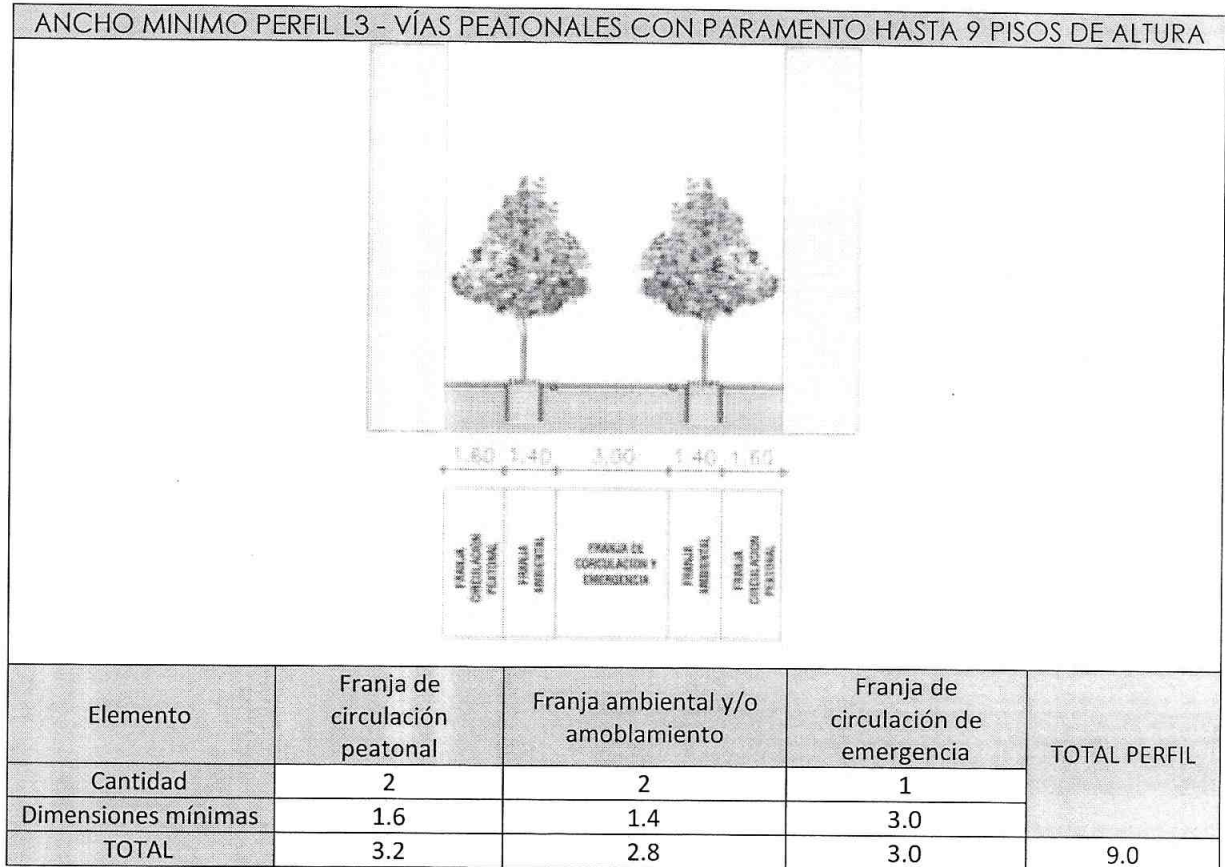 ANCHO MINIMO PERFIL L3 - VÍAS PEATONALES CON PARAMENTO HASTA 9 PISOS DE ALTURA
1.60 1.40 3.00 1.40 1.60
FRANJA CIRCULACION PEATONAL
FRANJA AMBIENTAL
FRANJA DE CORCULACION Y EMERGENCIA
FRANJA AMBIENTAL
FRANJA CIRCULACION PEATONAL
Elemento Franja de circulación peatonal Franja ambiental y/o amoblamiento Franja de circulación de emergencia TOTAL PERFIL
Cantidad 2 2 1
Dimensiones mínimas 1.6 1.4 3.0
TOTAL 3.2 2.8 3.0 9.0